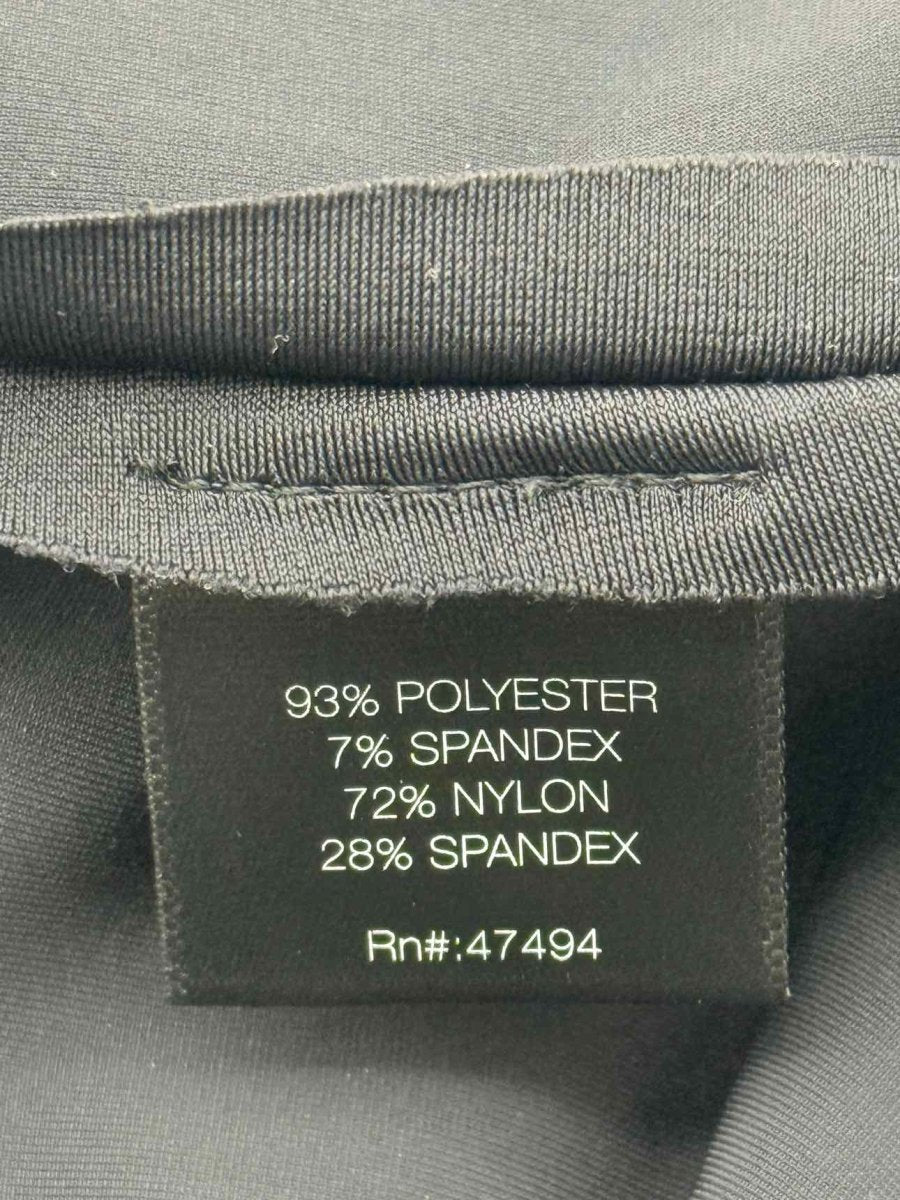 93% POLYESTER
7% SPANDEX
72% NYLON
28% SPANDEX
Rn#:47494